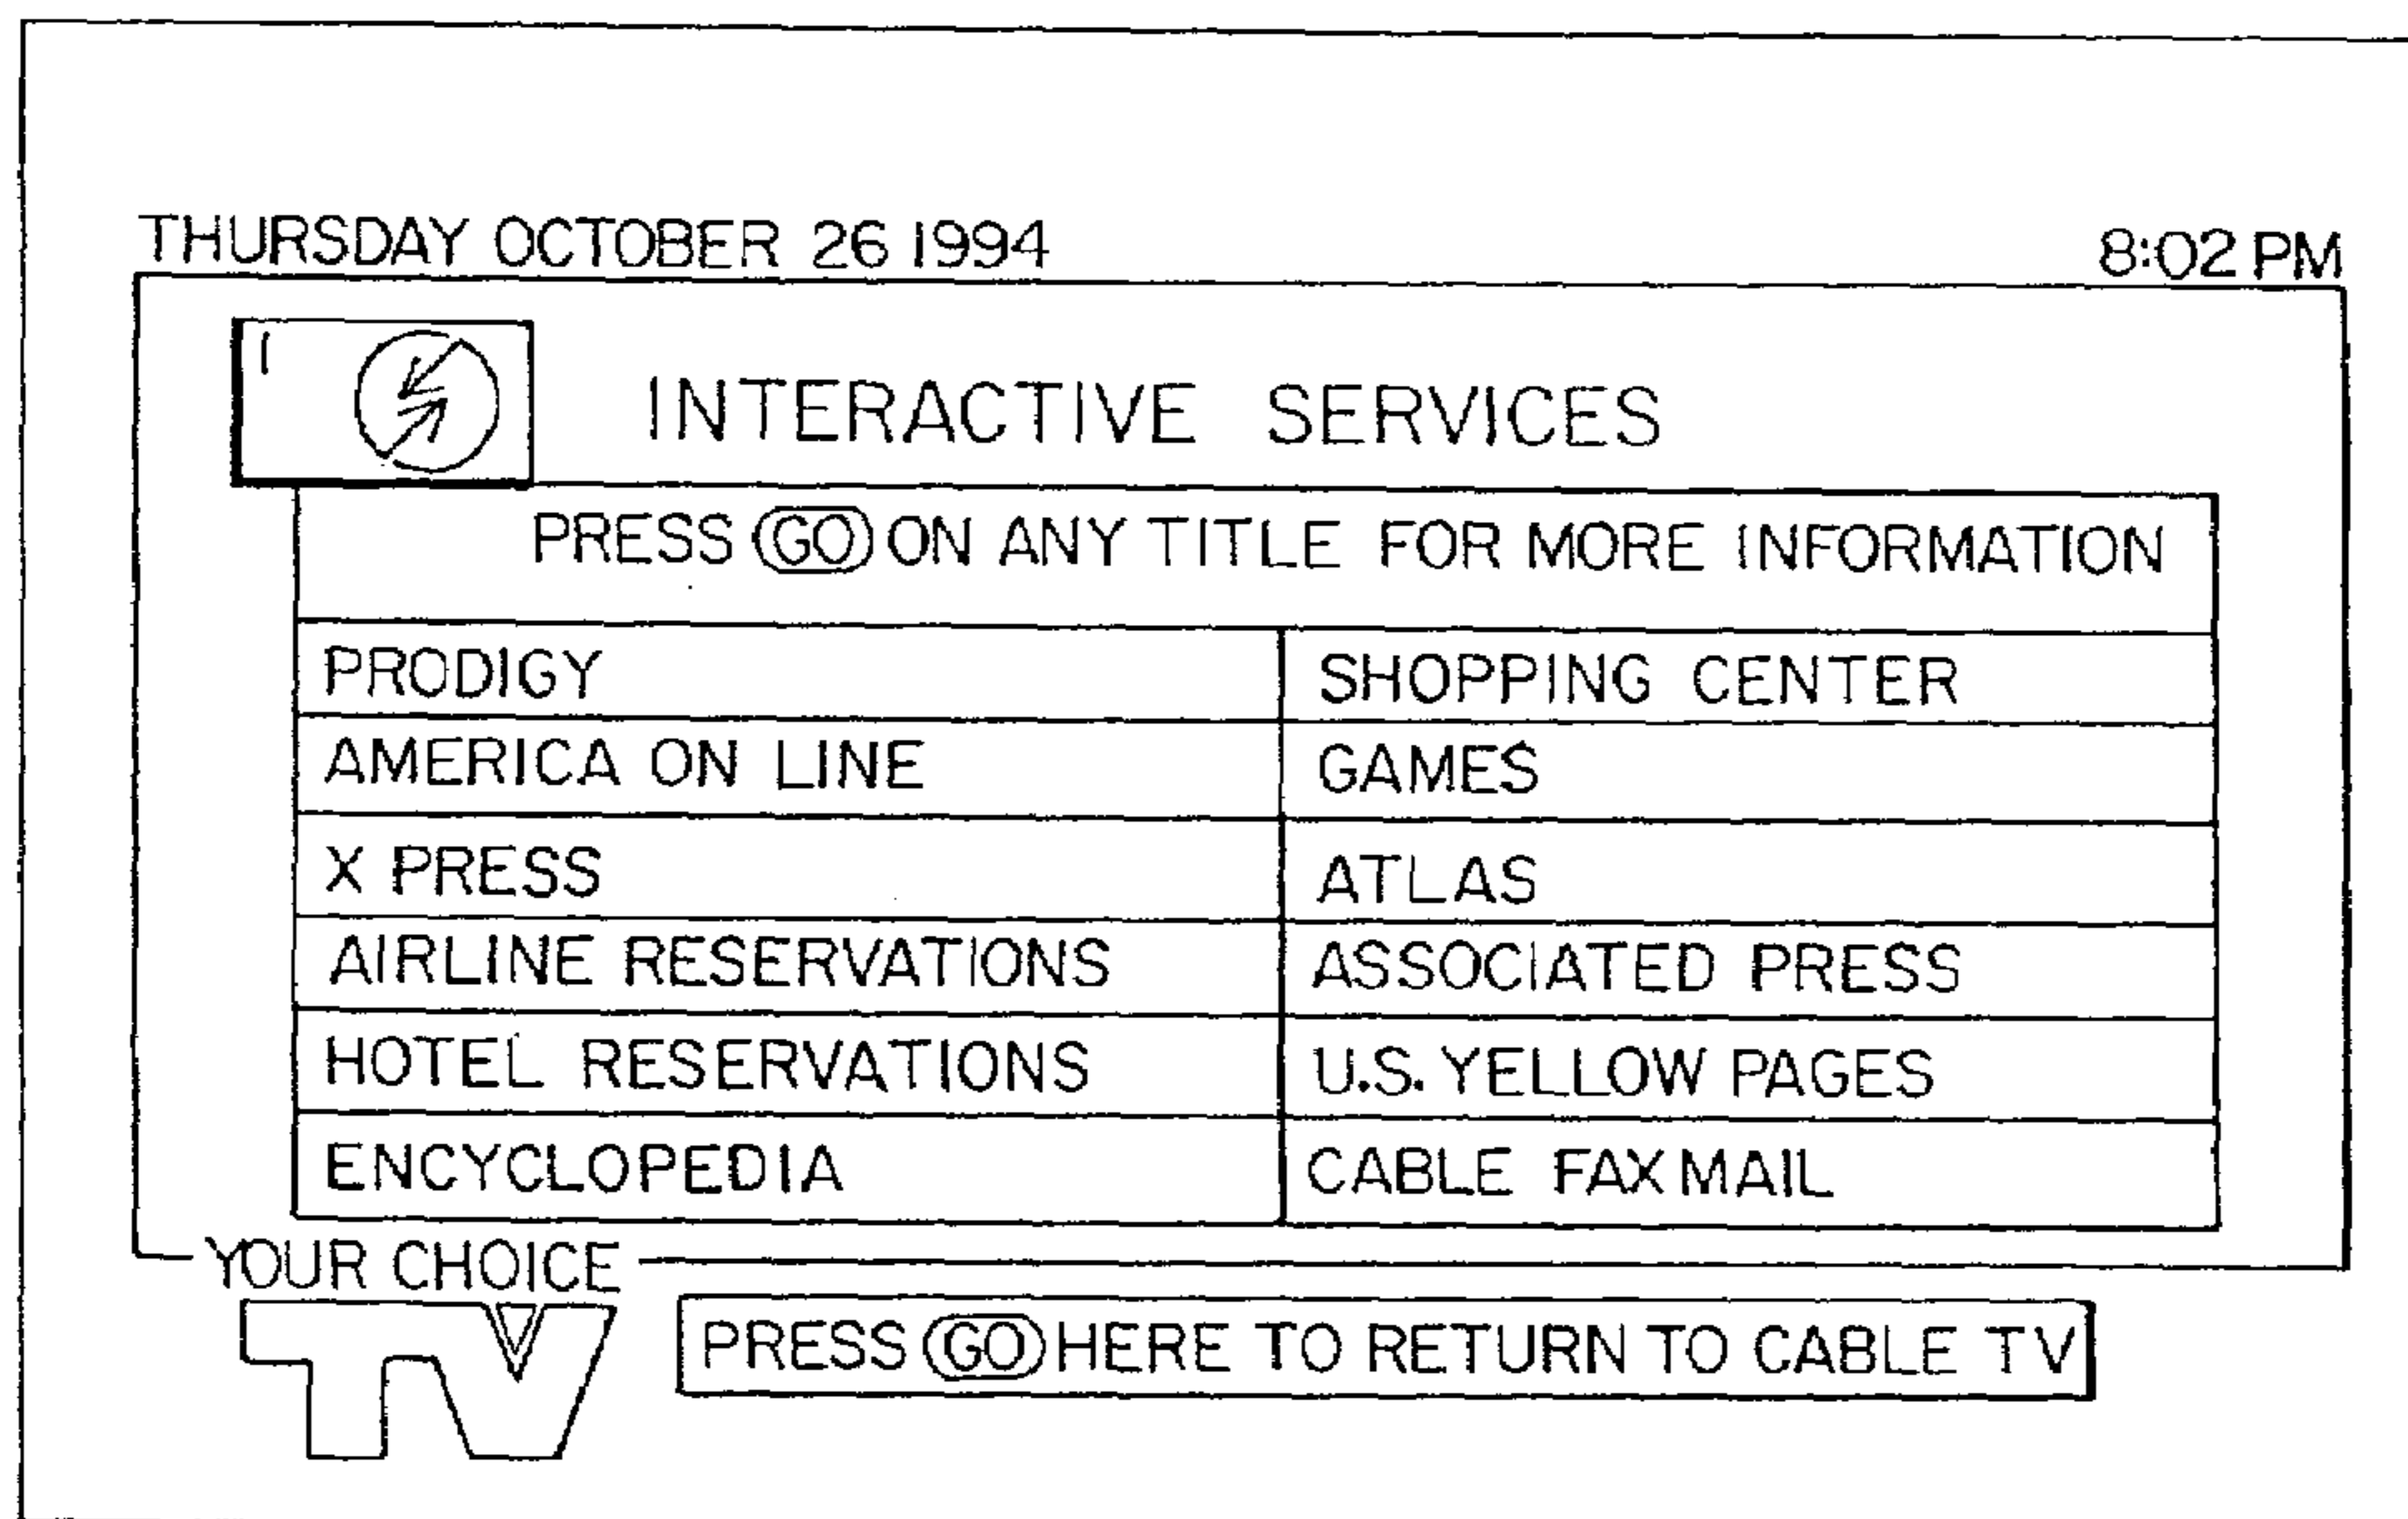 THURSDAY OCTOBER 26 1994 8:02 PM
1
INTERACTIVE SERVICES
PRESS GO ON ANY TITLE FOR MORE INFORMATION
PRODIGY SHOPPING CENTER
AMERICA ON LINE GAMES
X PRESS ATLAS
AIRLINE RESERVATIONS ASSOCIATED PRESS
HOTEL RESERVATIONS U.S. YELLOW PAGES
ENCYCLOPEDIA CABLE FAX MAIL
YOUR CHOICE
TV
PRESS GO HERE TO RETURN TO CABLE TV